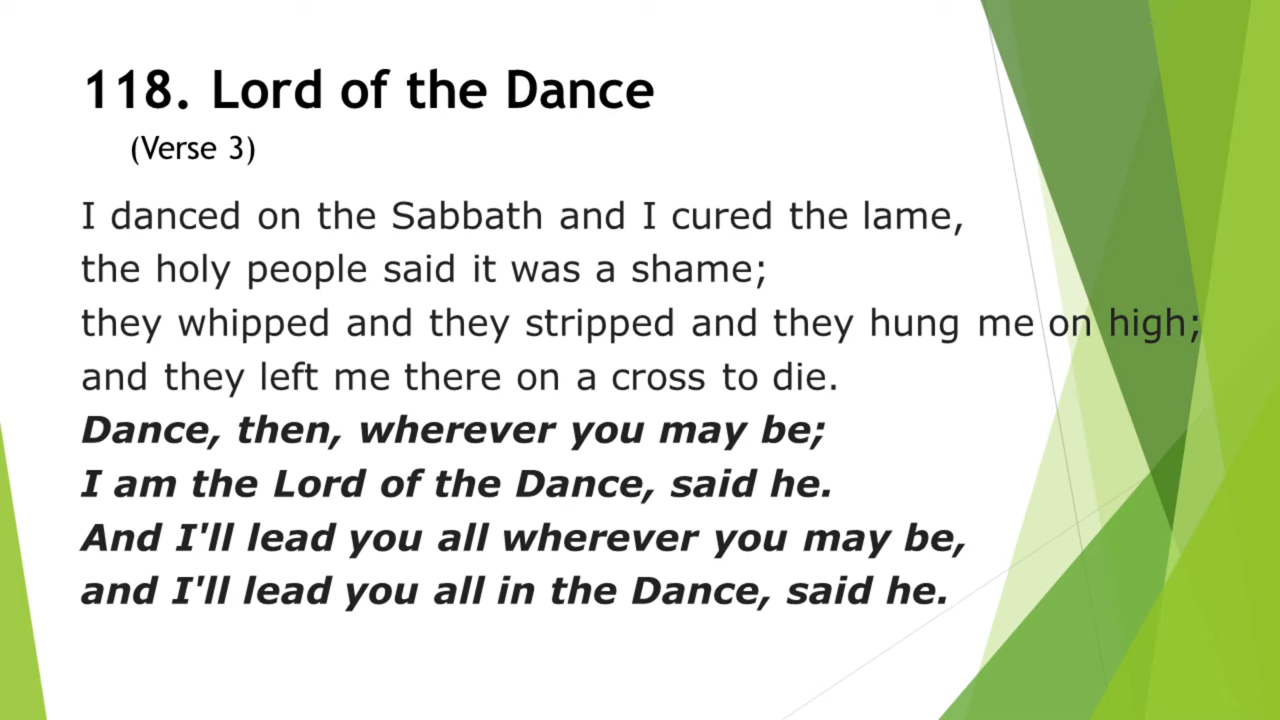 118. Lord of the Dance
(Verse 3)
I danced on the Sabbath and I cured the lame,
the holy people said it was a shame;
they whipped and they stripped and they hung me on high;
and they left me there on a cross to die.
Dance, then, wherever you may be;
I am the Lord of the Dance, said he.
And I'll lead you all wherever you may be,
and I'll lead you all in the Dance, said he.